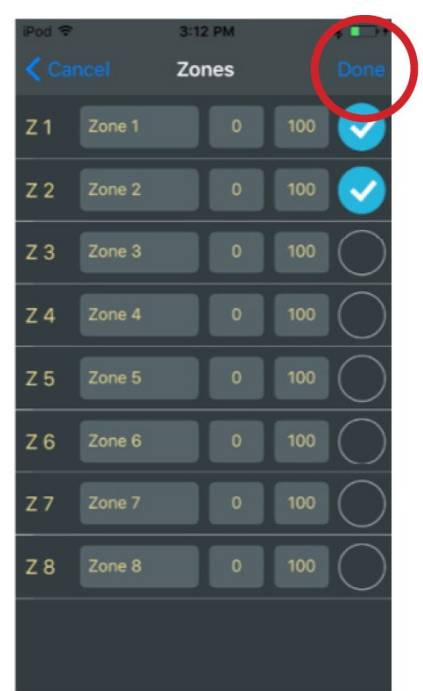 iPod 3:12 PM
Cancel Zones Done
Z 1 Zone 1 0 100
Z 2 Zone 2 0 100
Z 3 Zone 3 0 100
Z 4 Zone 4 0 100
Z 5 Zone 5 0 100
Z 6 Zone 6 0 100
Z 7 Zone 7 0 100
Z 8 Zone 8 0 100